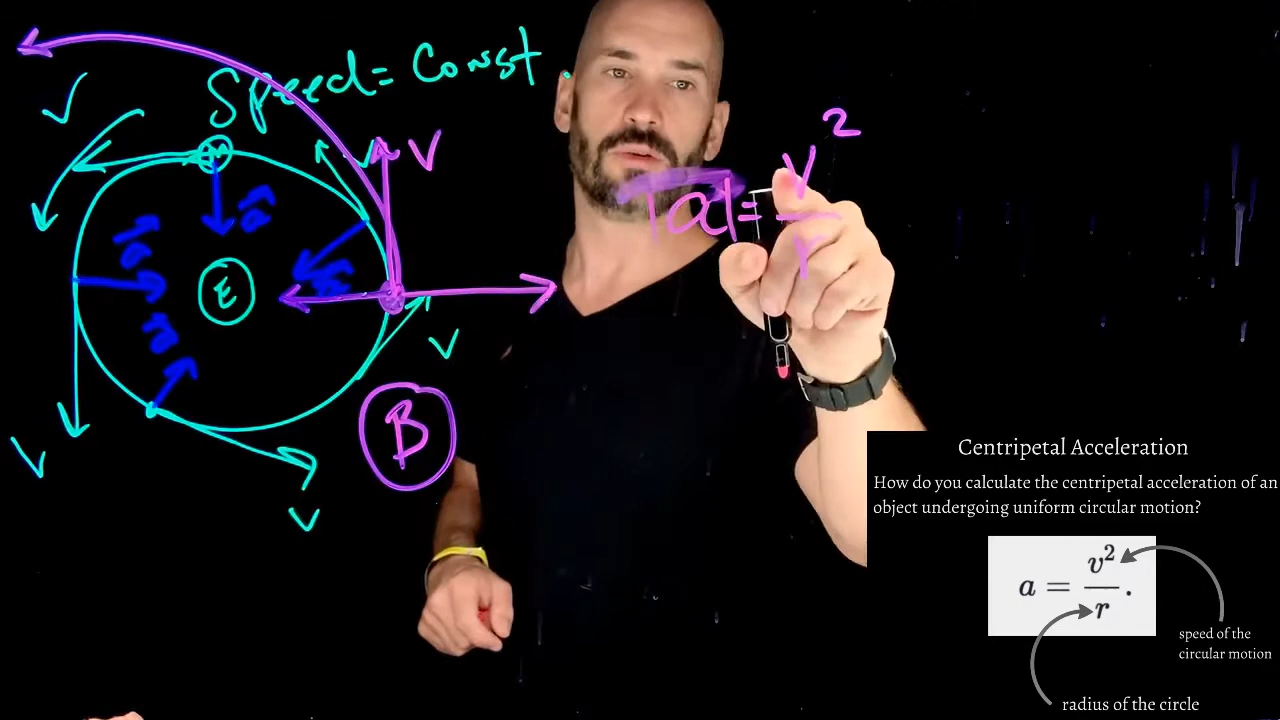 Speed = Const.
V
V
V
V
V
a
a
a
a
E
m
B
|a| = v²/r
Centripetal Acceleration
How do you calculate the centripetal acceleration of an
object undergoing uniform circular motion?
a = v²/r.
speed of the
circular motion
radius of the circle